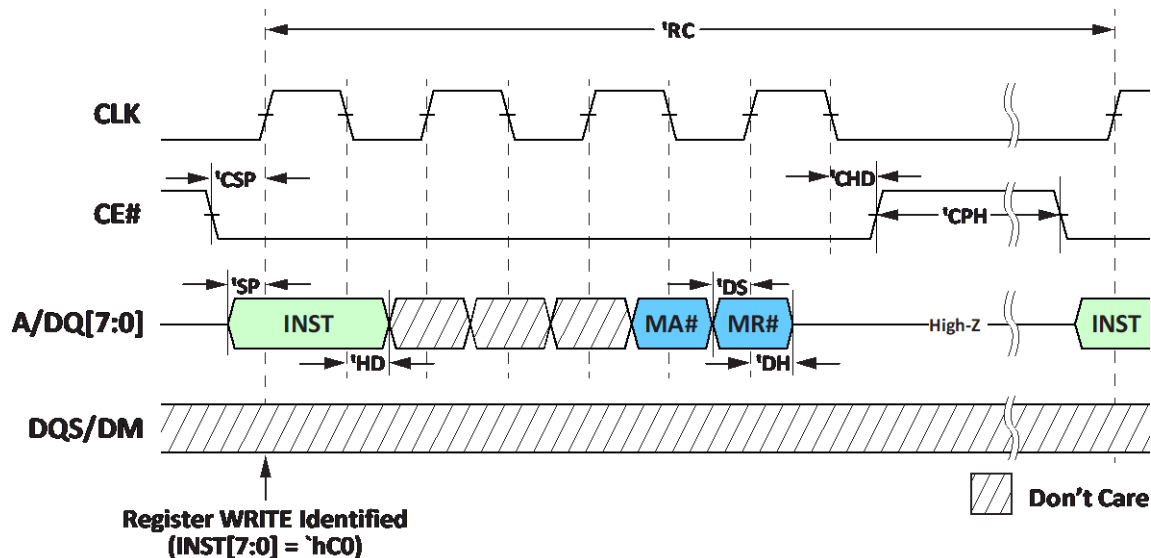 tRC
CLK
tCSP
tCHD
CE#
tCPH
tSP
tDS
A/DQ[7:0]
INST
MA#
MR#
High-Z
INST
tHD
tDH
DQS/DM
Don't Care
Register WRITE Identified
(INST[7:0] = `hC0)